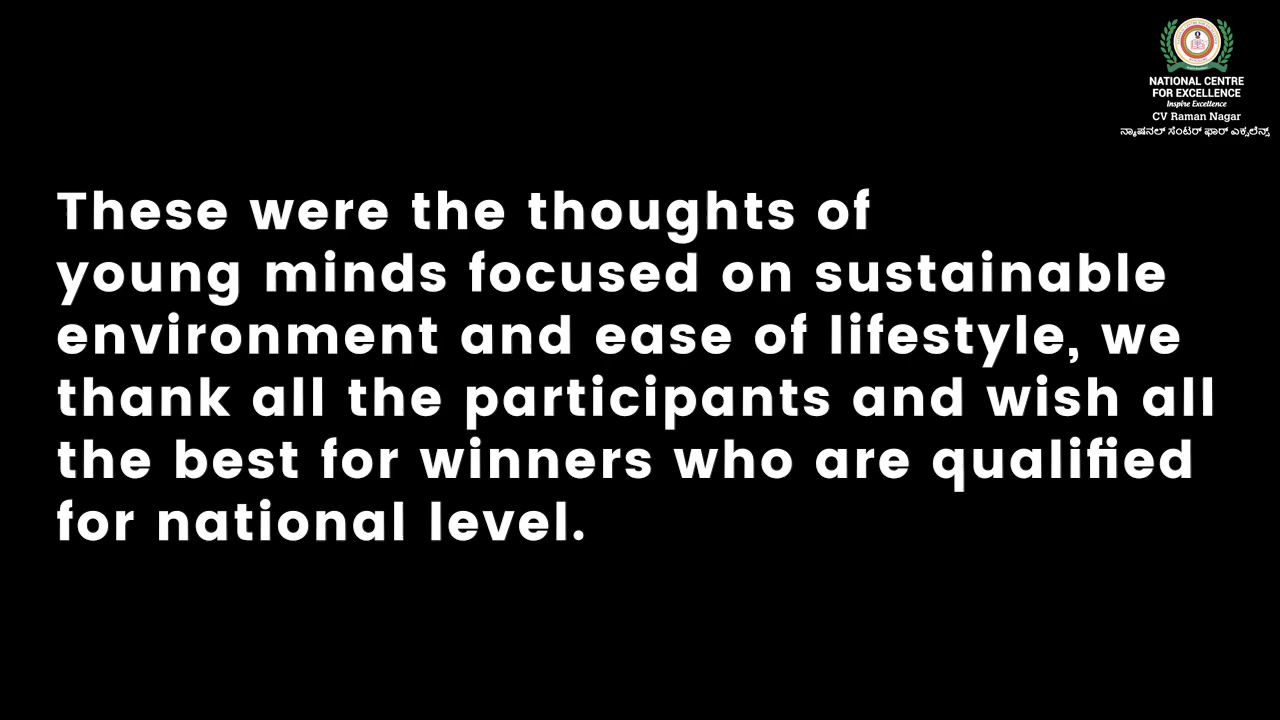 NATIONAL CENTRE
FOR EXCELLENCE
Inspire Excellence
CV Raman Nagar
ನ್ಯಾಷನಲ್ ಸೆಂಟರ್ ಫಾರ್ ಎಕ್ಸಲೆನ್ಸ್
These were the thoughts of
young minds focused on sustainable
environment and ease of lifestyle, we
thank all the participants and wish all
the best for winners who are qualified
for national level.